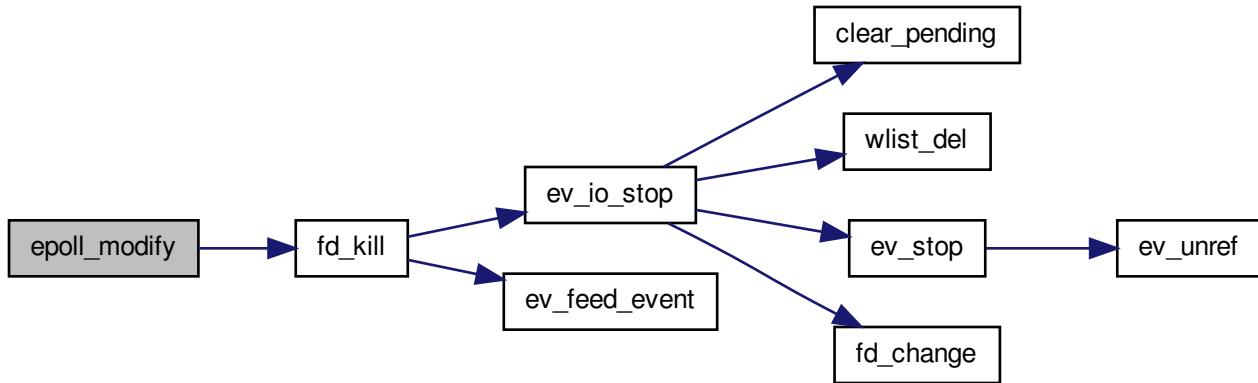 epoll_modify
fd_kill
ev_io_stop
ev_feed_event
clear_pending
wlist_del
ev_stop
fd_change
ev_unref